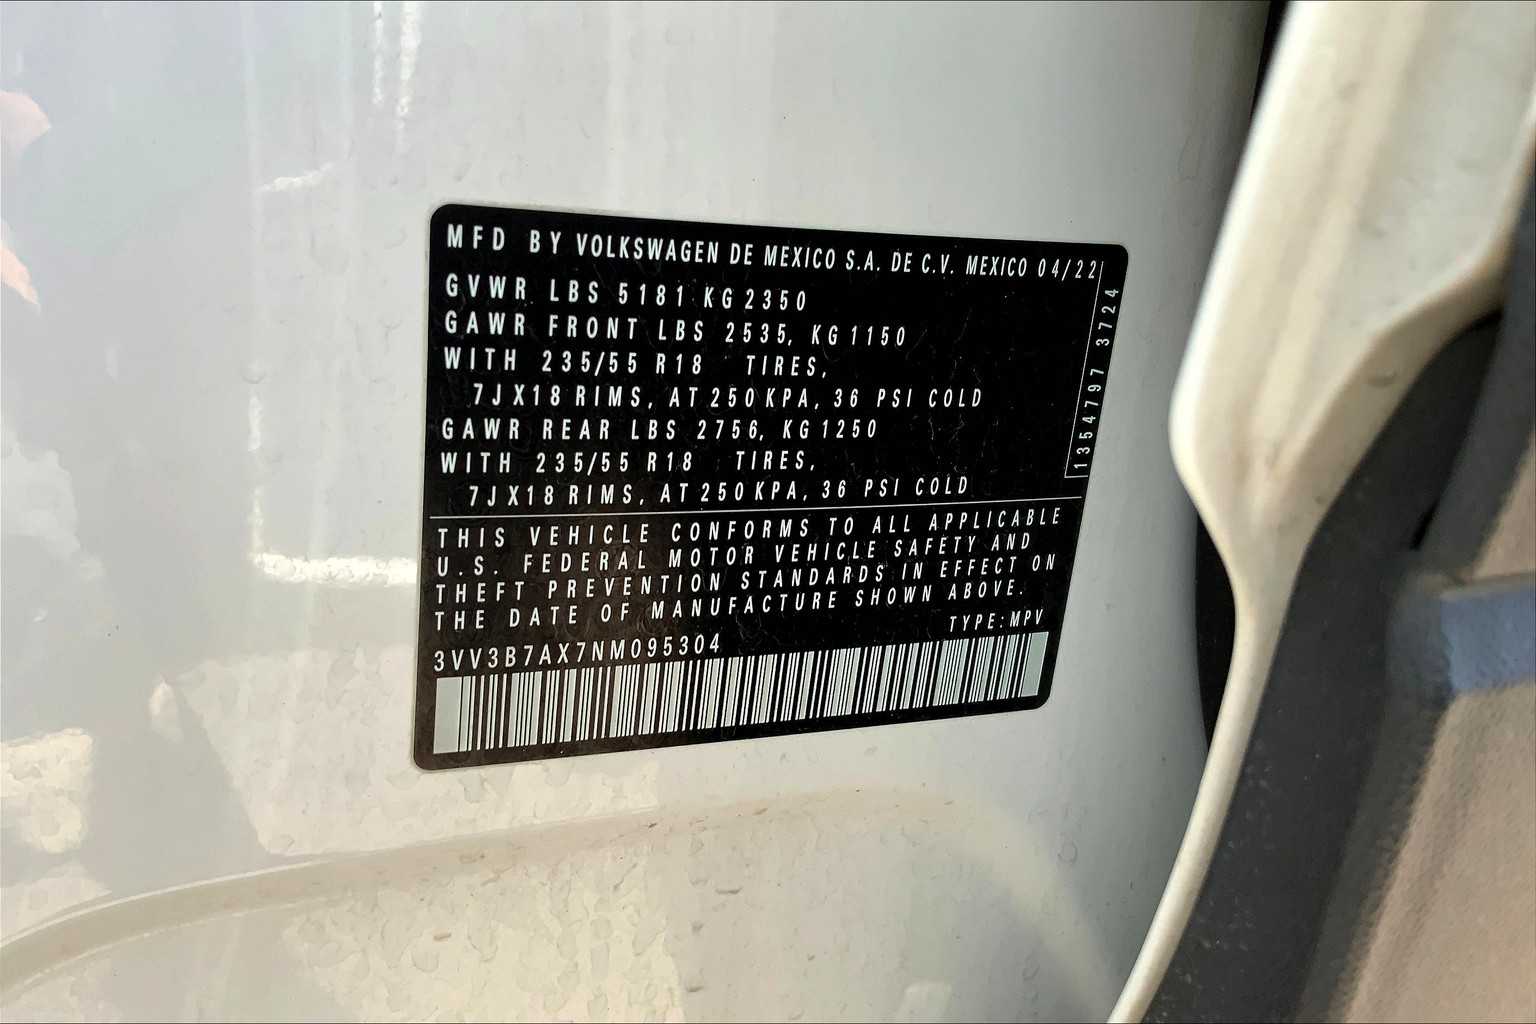 MFD BY VOLKSWAGEN DE MEXICO S.A. DE C.V. MEXICO 04/22
GVWR LBS 5181 KG 2350
GAWR FRONT LBS 2535, KG 1150
WITH 235/55 R18 TIRES,
7JX18 RIMS, AT 250 KPA, 36 PSI COLD
GAWR REAR LBS 2756, KG 1250
WITH 235/55 R18 TIRES,
7JX18 RIMS, AT 250 KPA, 36 PSI COLD
1354797 3724
THIS VEHICLE CONFORMS TO ALL APPLICABLE
U.S. FEDERAL MOTOR VEHICLE SAFETY AND
THEFT PREVENTION STANDARDS IN EFFECT ON
THE DATE OF MANUFACTURE SHOWN ABOVE.
TYPE:MPV
3VV3B7AX7NM095304